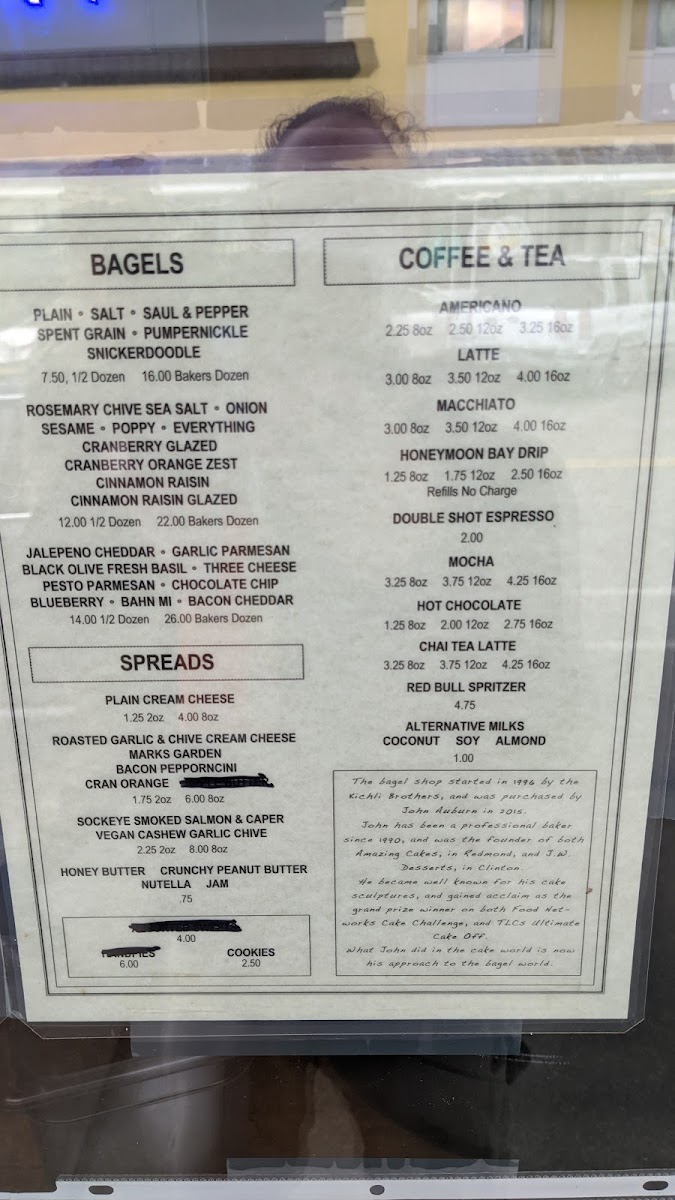 BAGELS
PLAIN • SALT • SAUL & PEPPER
SPENT GRAIN • PUMPERNICKLE
SNICKERDOODLE
7.50, 1/2 Dozen 16.00 Bakers Dozen
ROSEMARY CHIVE SEA SALT • ONION
SESAME • POPPY • EVERYTHING
CRANBERRY GLAZED
CRANBERRY ORANGE ZEST
CINNAMON RAISIN
CINNAMON RAISIN GLAZED
12.00 1/2 Dozen 22.00 Bakers Dozen
JALEPENO CHEDDAR • GARLIC PARMESAN
BLACK OLIVE FRESH BASIL • THREE CHEESE
PESTO PARMESAN • CHOCOLATE CHIP
BLUEBERRY • BAHN MI • BACON CHEDDAR
14.00 1/2 Dozen 26.00 Bakers Dozen
SPREADS
PLAIN CREAM CHEESE
1.25 2oz 4.00 8oz
ROASTED GARLIC & CHIVE CREAM CHEESE
MARKS GARDEN
BACON PEPPORNCINI
CRAN ORANGE
1.75 2oz 6.00 8oz
SOCKEYE SMOKED SALMON & CAPER
VEGAN CASHEW GARLIC CHIVE
2.25 2oz 8.00 8oz
HONEY BUTTER CRUNCHY PEANUT BUTTER
NUTELLA JAM
.75
4.00
COOKIES
6.00 2.50
COFFEE & TEA
AMERICANO
2.25 8oz 2.50 12oz 3.25 16oz
LATTE
3.00 8oz 3.50 12oz 4.00 16oz
MACCHIATO
3.00 8oz 3.50 12oz 4.00 16oz
HONEYMOON BAY DRIP
1.25 8oz 1.75 12oz 2.50 16oz
Refills No Charge
DOUBLE SHOT ESPRESSO
2.00
MOCHA
3.25 8oz 3.75 12oz 4.25 16oz
HOT CHOCOLATE
1.25 8oz 2.00 12oz 2.75 16oz
CHAI TEA LATTE
3.25 8oz 3.75 12oz 4.25 16oz
RED BULL SPRITZER
4.75
ALTERNATIVE MILKS
COCONUT SOY ALMOND
1.00
The bagel shop started in 1996 by the
Kichli Brothers, and was purchased by
John Auburn in 2015.
John has been a professional baker
since 1990, and was the founder of both
Amazing Cakes, in Redmond, and J.W.
Desserts, in Clinton.
He became well known for his cake
sculptures, and gained acclaim as the
grand prize winner on both Food Net-
works Cake Challenge, and TLCs Ultimate
Cake Off.
What John did in the cake world is now
his approach to the bagel world.